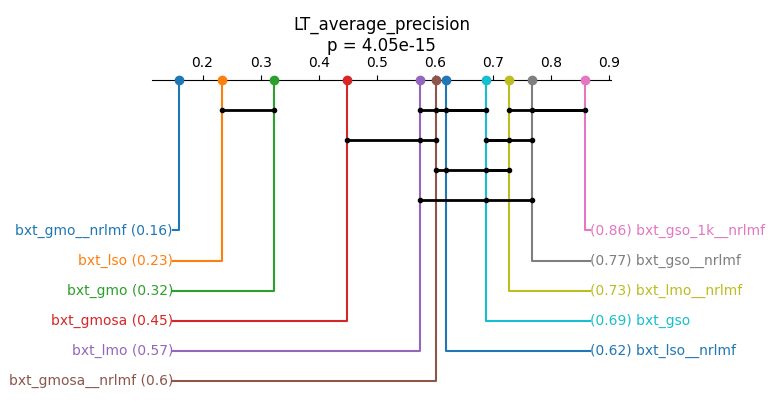 LT_average_precision
p = 4.05e-15
0.2 0.3 0.4 0.5 0.6 0.7 0.8 0.9
bxt_gmo__nrlmf (0.16)
(0.86) bxt_gso_1k__nrlmf
bxt_lso (0.23)
(0.77) bxt_gso__nrlmf
bxt_gmo (0.32)
(0.73) bxt_lmo__nrlmf
bxt_gmosa (0.45)
(0.69) bxt_gso
bxt_lmo (0.57)
(0.62) bxt_lso__nrlmf
bxt_gmosa__nrlmf (0.6)